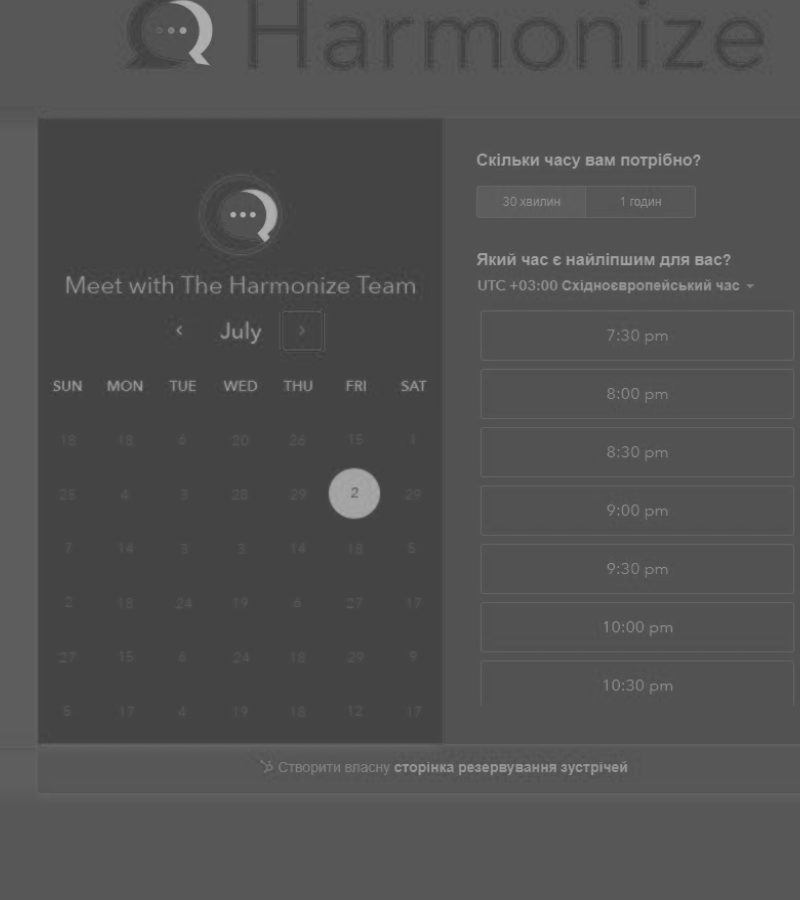 Harmonize
Meet with The Harmonize Team
July
SUN MON TUE WED THU FRI SAT
18 18 6 20 26 15 1
25 4 3 28 29 2 29
7 14 3 3 14 18 5
2 18 24 19 6 27 17
27 15 6 24 18 29 9
5 17 4 19 18 12 17
Скільки часу вам потрібно?
30 хвилин 1 годин
Який час є найліпшим для вас?
UTC +03:00 Східноєвропейський час
7:30 pm
8:00 pm
8:30 pm
9:00 pm
9:30 pm
10:00 pm
10:30 pm
Створити власну сторінка резервування зустрічей